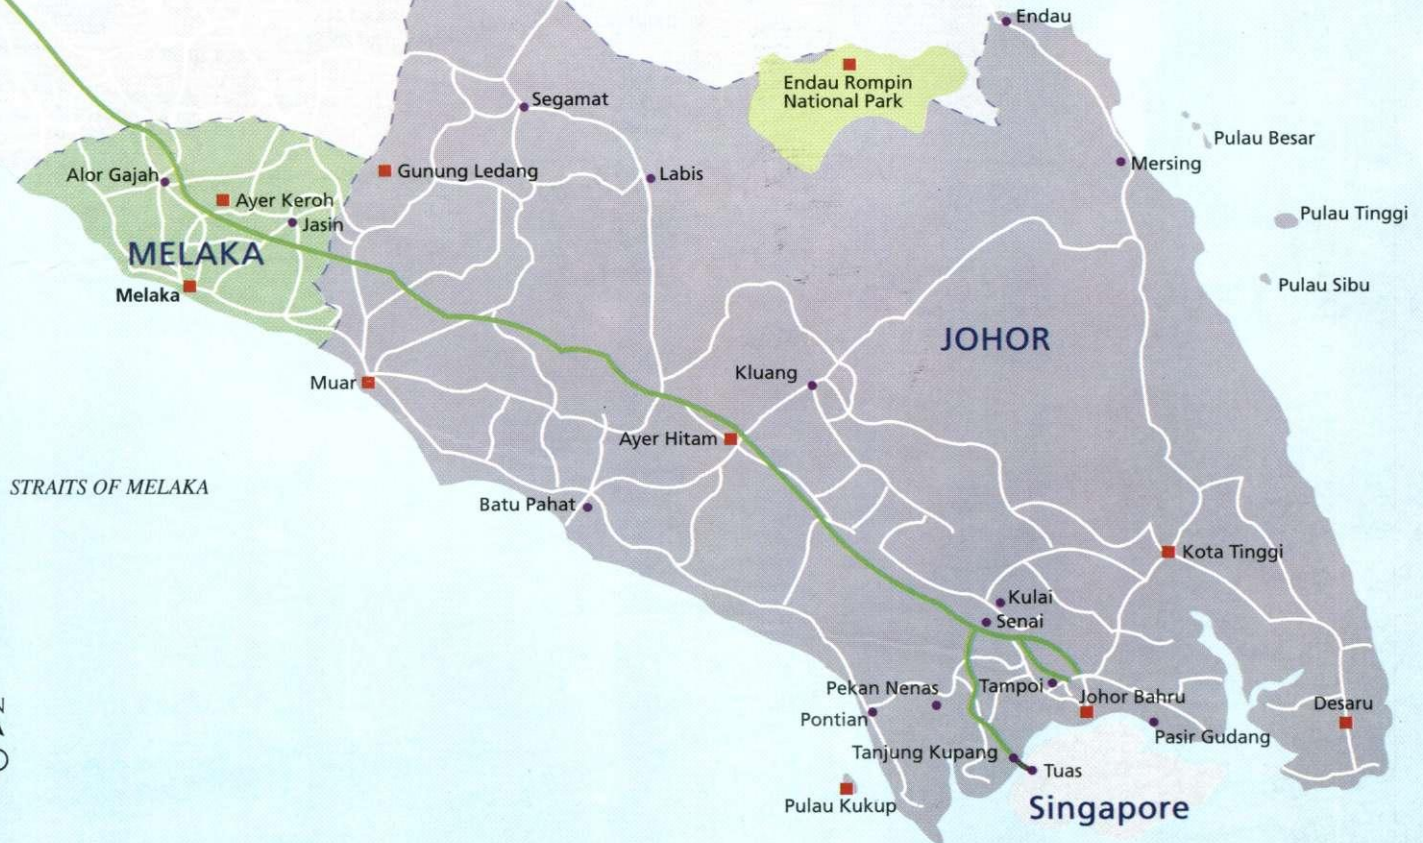 Endau
Endau Rompin
National Park
Segamat
Pulau Besar
Mersing
Gunung Ledang
Labis
Alor Gajah
Ayer Keroh
Jasin
Pulau Tinggi
MELAKA
Melaka
Pulau Sibu
JOHOR
Muar
Kluang
Ayer Hitam
STRAITS OF MELAKA
Batu Pahat
Kota Tinggi
Kulai
Senai
Pekan Nenas
Tampoi
Johor Bahru
Desaru
Pontian
Pasir Gudang
Tanjung Kupang
Tuas
Pulau Kukup
Singapore